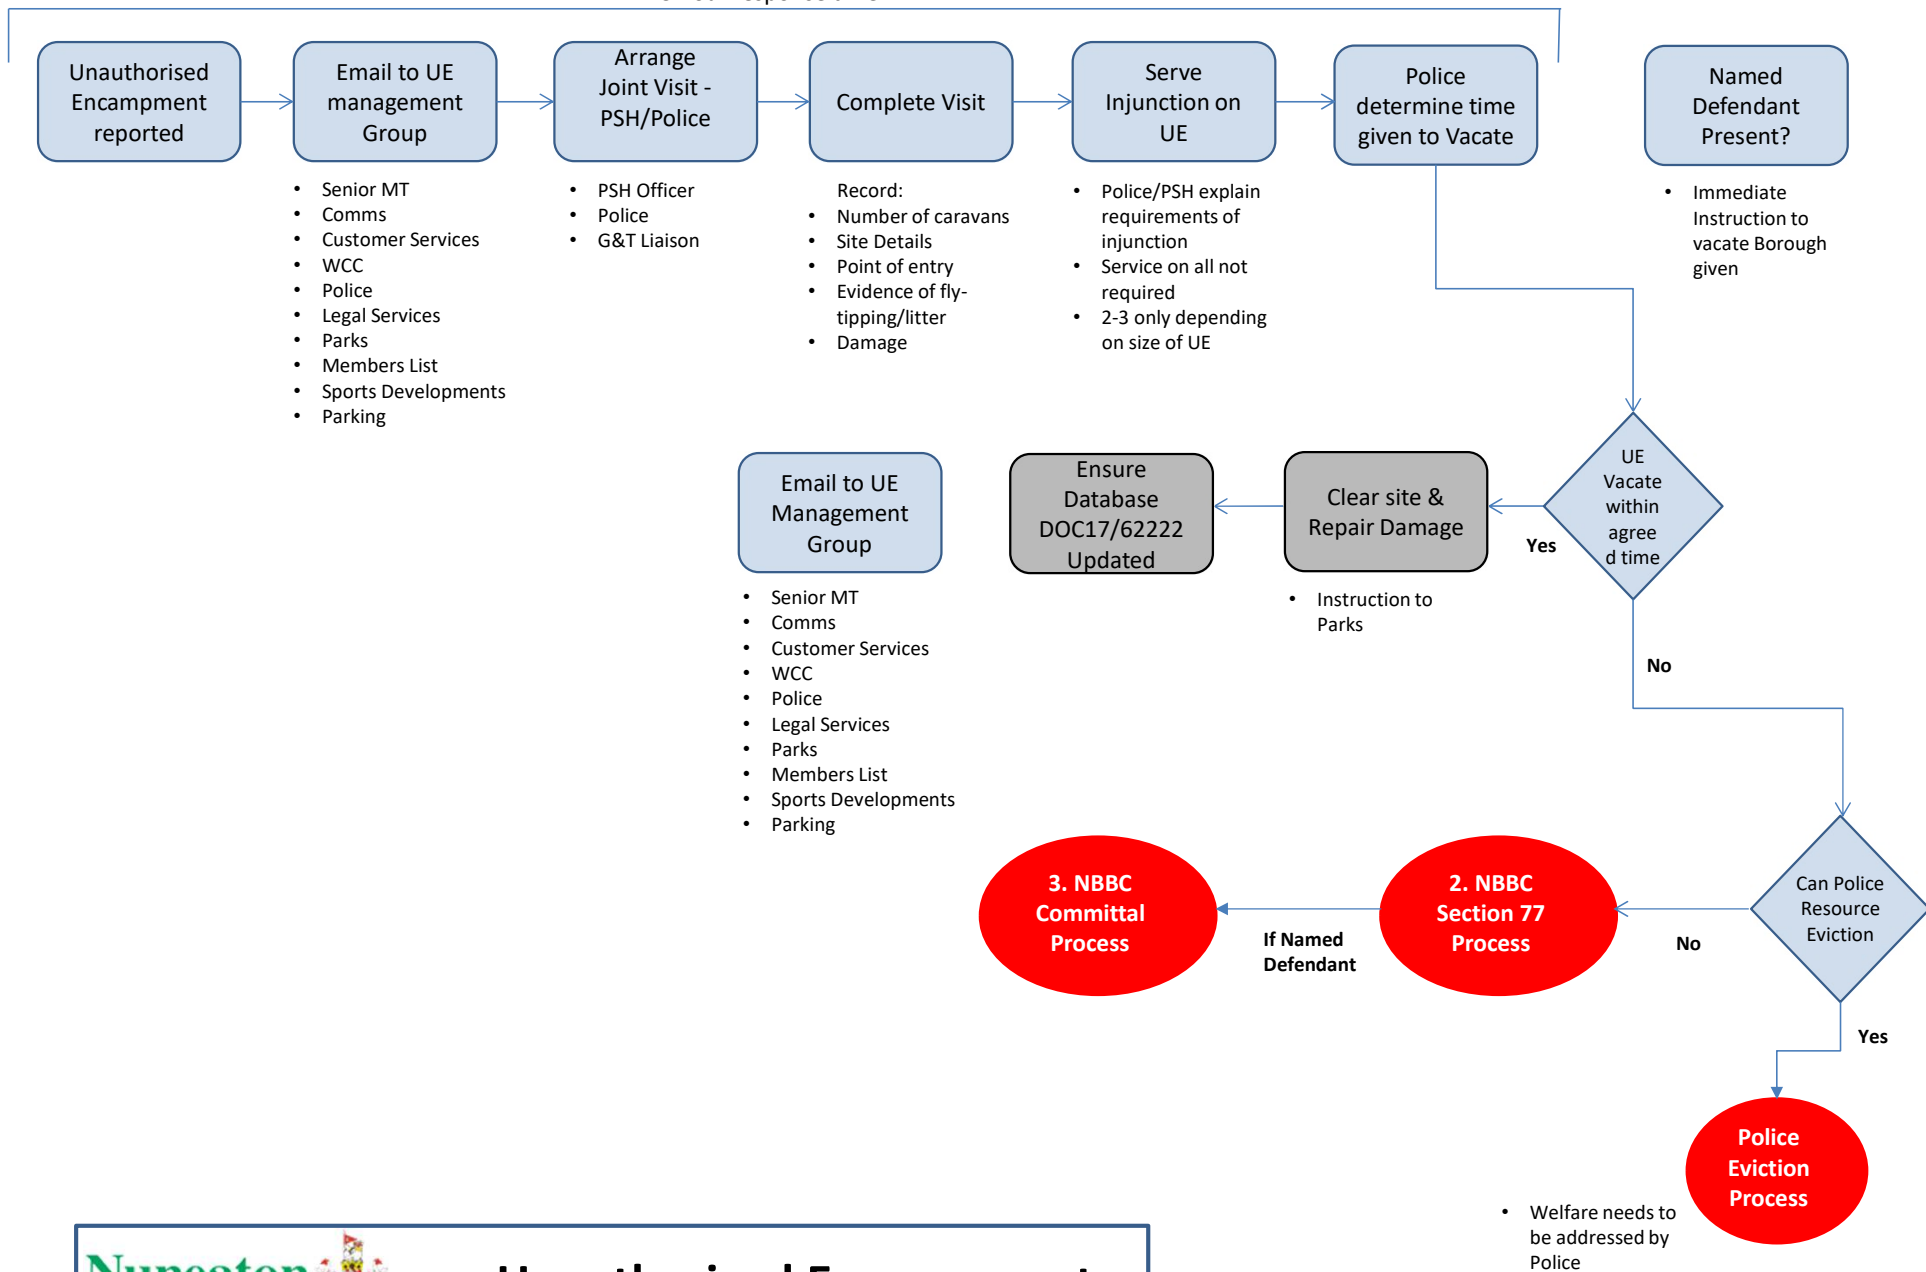 Unauthorised
Encampment
reported
Email to UE
management
Group
Arrange
Joint Visit -
PSH/Police
Complete Visit
Serve
Injunction on
UE
Police
determine time
given to Vacate
Named
Defendant
Present?
• Senior MT
• Comms
• Customer Services
• WCC
• Police
• Legal Services
• Parks
• Members List
• Sports Developments
• Parking
• PSH Officer
• Police
• G&T Liaison
Record:
• Number of caravans
• Site Details
• Point of entry
• Evidence of fly-
tipping/litter
• Damage
• Police/PSH explain
requirements of
injunction
• Service on all not
required
• 2-3 only depending
on size of UE
• Immediate
Instruction to
vacate Borough
given
Email to UE
Management
Group
Ensure
Database
DOC17/62222
Updated
Clear site &
Repair Damage
UE
Vacate
within
agree
d time
Yes
• Senior MT
• Comms
• Customer Services
• WCC
• Police
• Legal Services
• Parks
• Members List
• Sports Developments
• Parking
• Instruction to
Parks
No
3. NBBC
Committal
Process
If Named
Defendant
2. NBBC
Section 77
Process
No
Can Police
Resource
Eviction
Yes
Police
Eviction
Process
• Welfare needs to
be addressed by
Police
Nuneaton